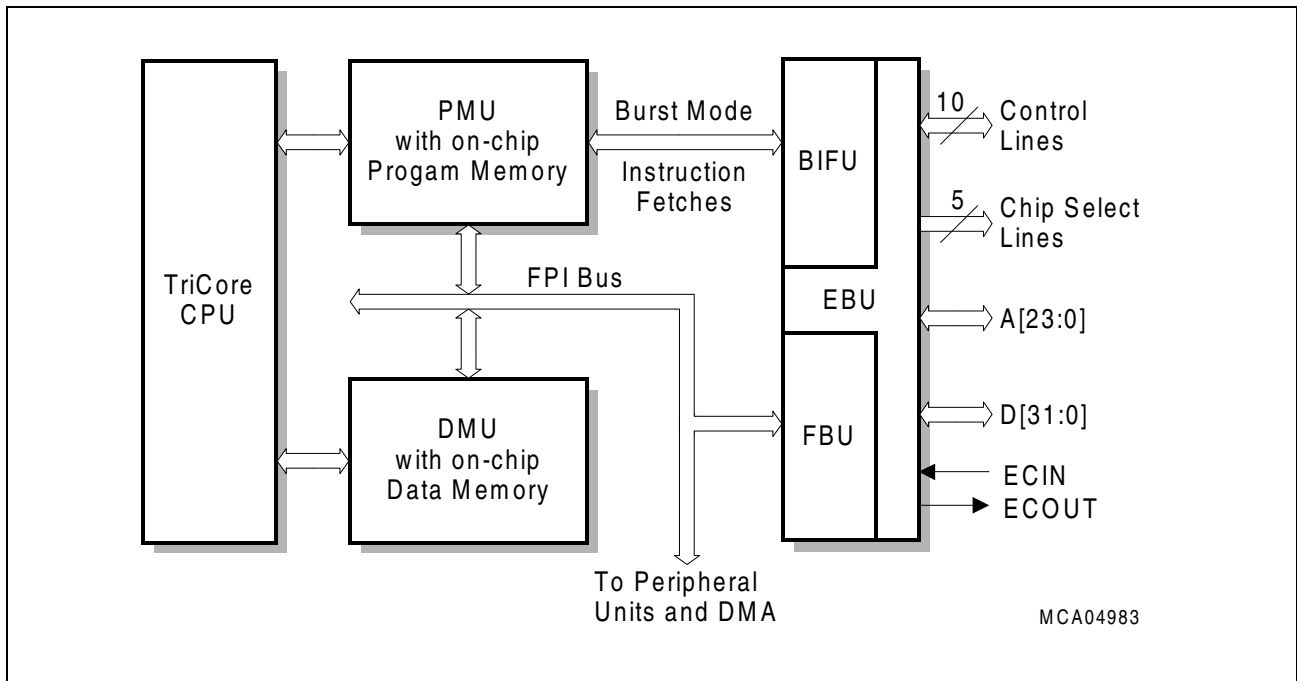 TriCore
CPU
PMU
with on-chip
Progam Memory
Burst Mode
Instruction
Fetches
FPI Bus
DMU
with on-chip
Data Memory
To Peripheral
Units and DMA
BIFU
EBU
FBU
10
Control
Lines
5
Chip Select
Lines
A[23:0]
D[31:0]
ECIN
ECOUT
MCA04983